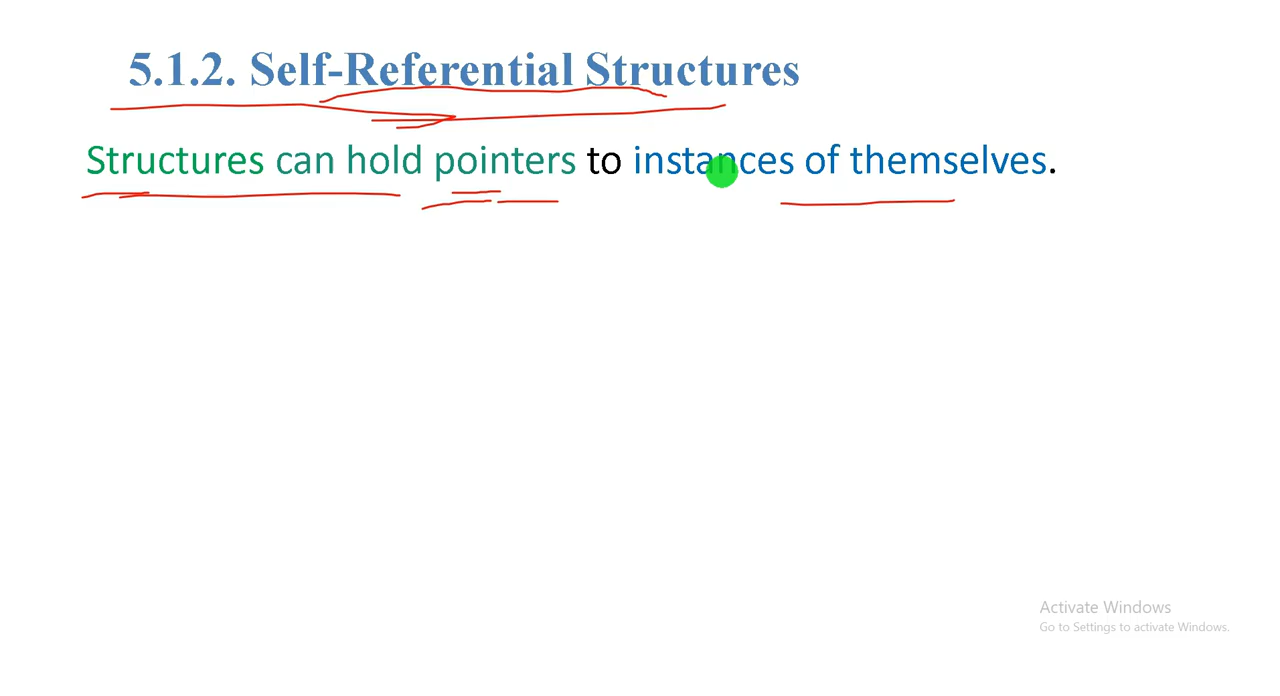 5.1.2. Self-Referential Structures
Structures can hold pointers to instances of themselves.
Activate Windows
Go to Settings to activate Windows.